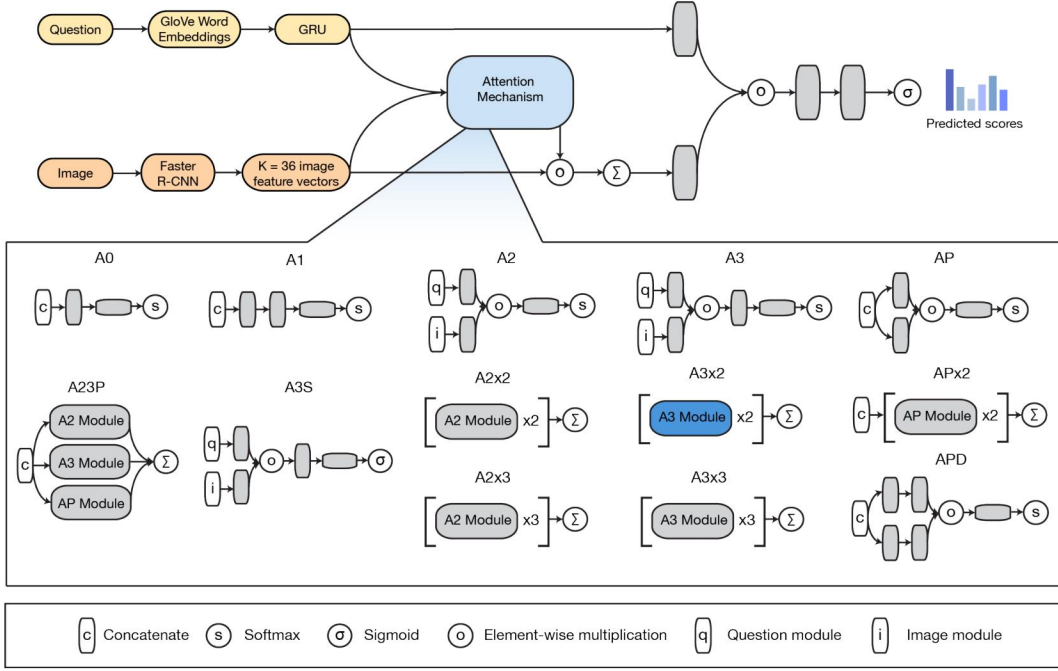 Question
GloVe Word
Embeddings
GRU
Attention
Mechanism
o
σ
Predicted scores
Image
Faster
R-CNN
K = 36 image
feature vectors
o
Σ
A0
A1
A2
A3
AP
c
s
c
s
q
i
o
s
q
i
o
s
c
o
s
A23P
A3S
A2x2
A3x2
APx2
c
A2 Module
A3 Module
AP Module
Σ
q
i
o
σ
A2 Module x2
Σ
A3 Module x2
Σ
c
AP Module x2
Σ
A2x3
A3x3
APD
A2 Module x3
Σ
A3 Module x3
Σ
c
o
s
c Concatenate
s Softmax
σ Sigmoid
o Element-wise multiplication
q Question module
i Image module